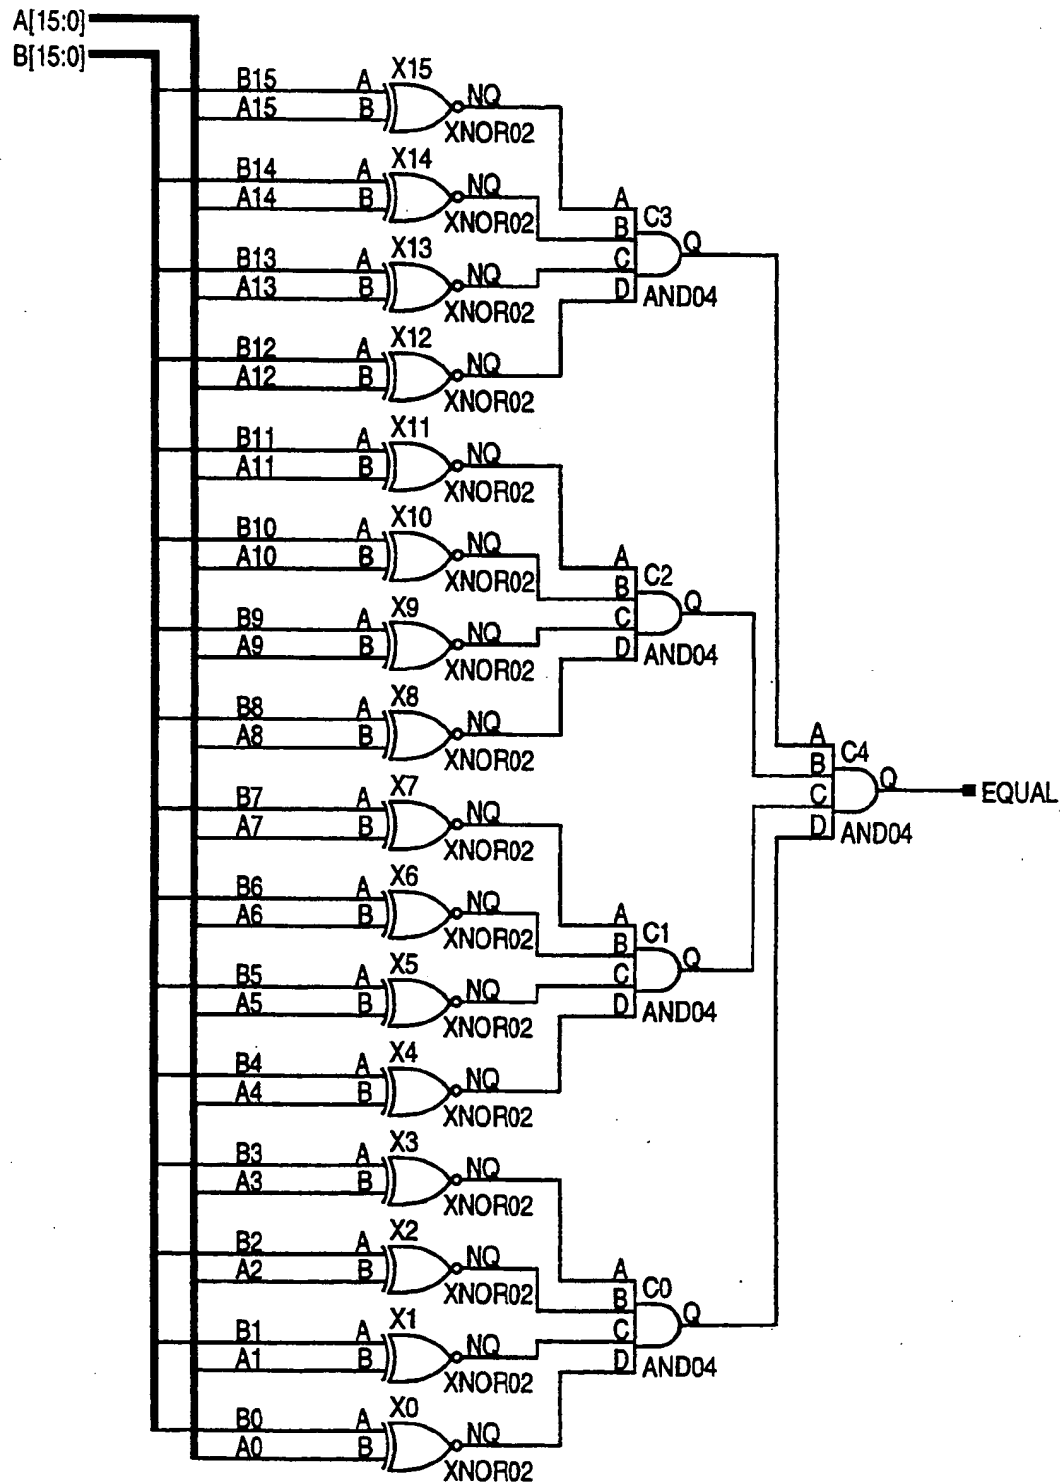 A[15:0]
B[15:0]
X15
B15 A NQ
A15 B
XNOR02
X14
B14 A NQ
A14 B
XNOR02
X13
B13 A NQ
A13 B
XNOR02
X12
B12 A NQ
A12 B
XNOR02
A C3
B Q
C
D AND04
X11
B11 A NQ
A11 B
XNOR02
X10
B10 A NQ
A10 B
XNOR02
X9
B9 A NQ
A9 B
XNOR02
X8
B8 A NQ
A8 B
XNOR02
A C2
B Q
C
D AND04
X7
B7 A NQ
A7 B
XNOR02
X6
B6 A NQ
A6 B
XNOR02
X5
B5 A NQ
A5 B
XNOR02
X4
B4 A NQ
A4 B
XNOR02
A C1
B Q
C
D AND04
X3
B3 A NQ
A3 B
XNOR02
X2
B2 A NQ
A2 B
XNOR02
X1
B1 A NQ
A1 B
XNOR02
X0
B0 A NQ
A0 B
XNOR02
A C0
B Q
C
D AND04
A C4
B Q
C EQUAL
D AND04